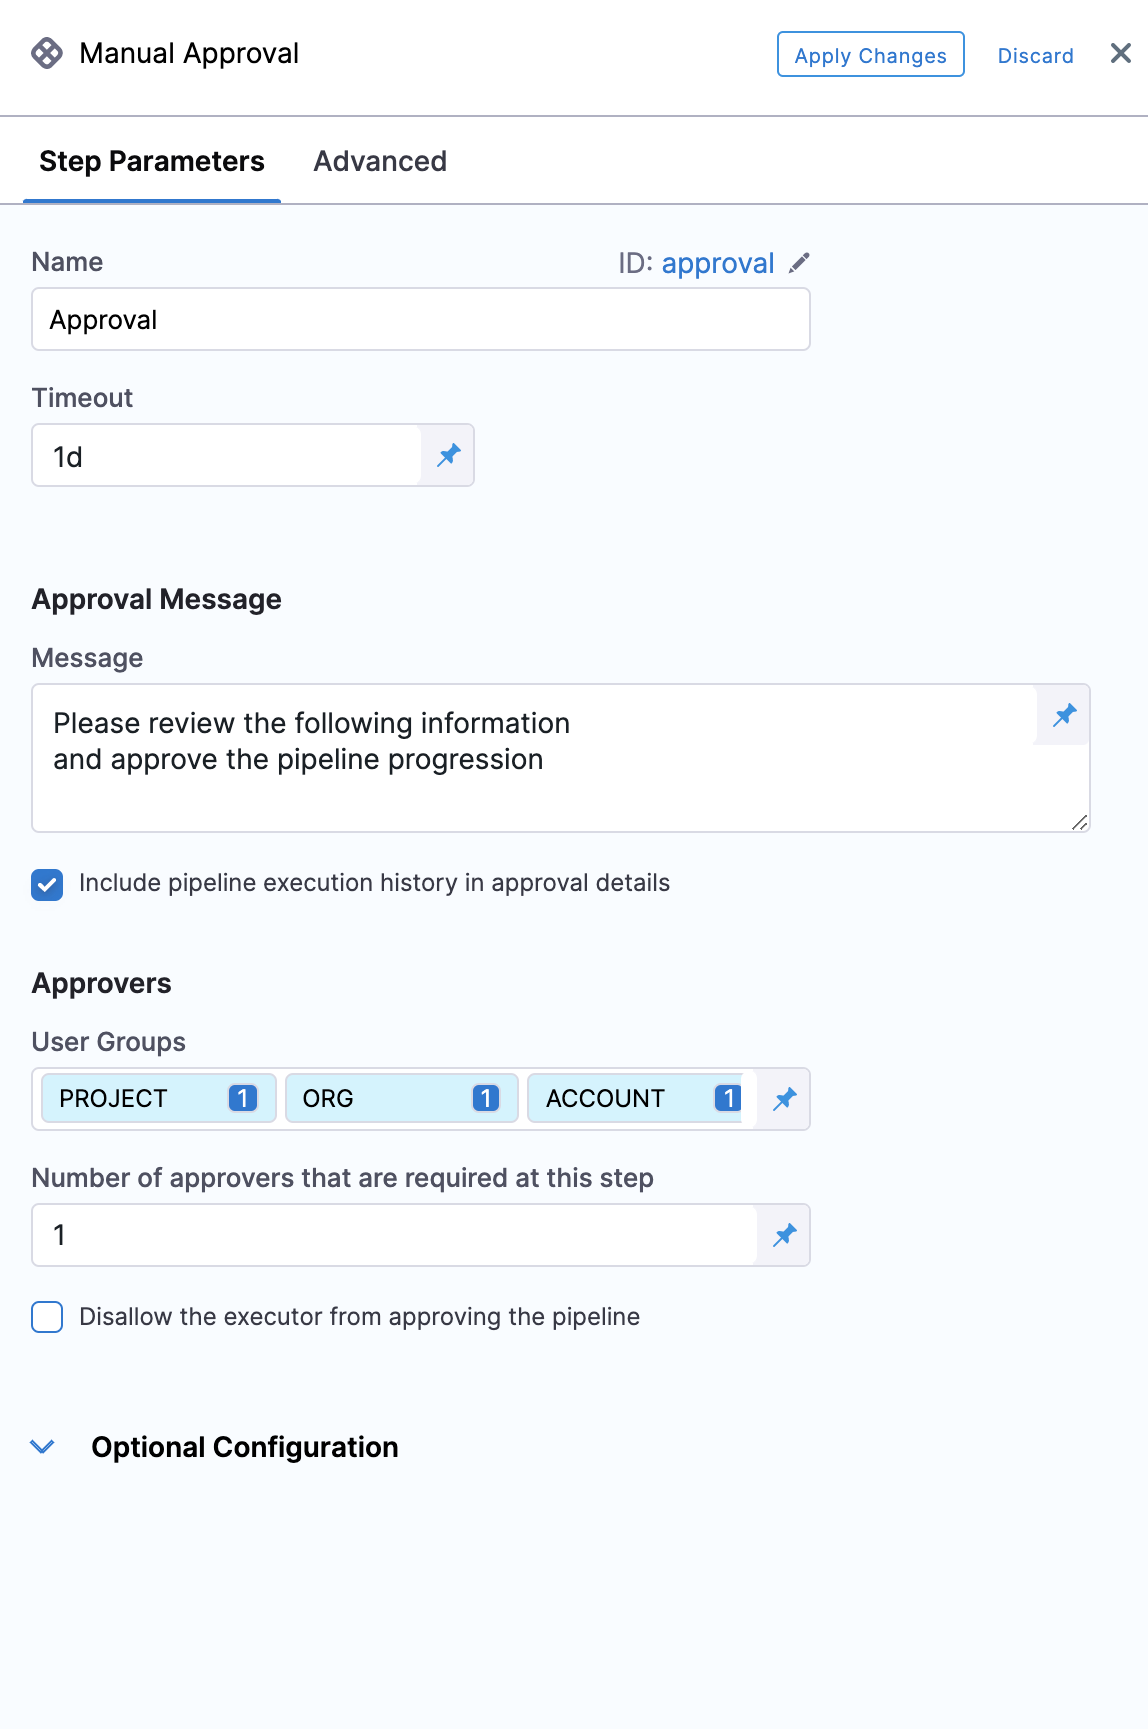 Manual Approval
Apply Changes
Discard
Step Parameters
Advanced
Name
ID: approval
Approval
Timeout
1d
Approval Message
Message
Please review the following information
and approve the pipeline progression
Include pipeline execution history in approval details
Approvers
User Groups
PROJECT 1
ORG 1
ACCOUNT 1
Number of approvers that are required at this step
1
Disallow the executor from approving the pipeline
Optional Configuration